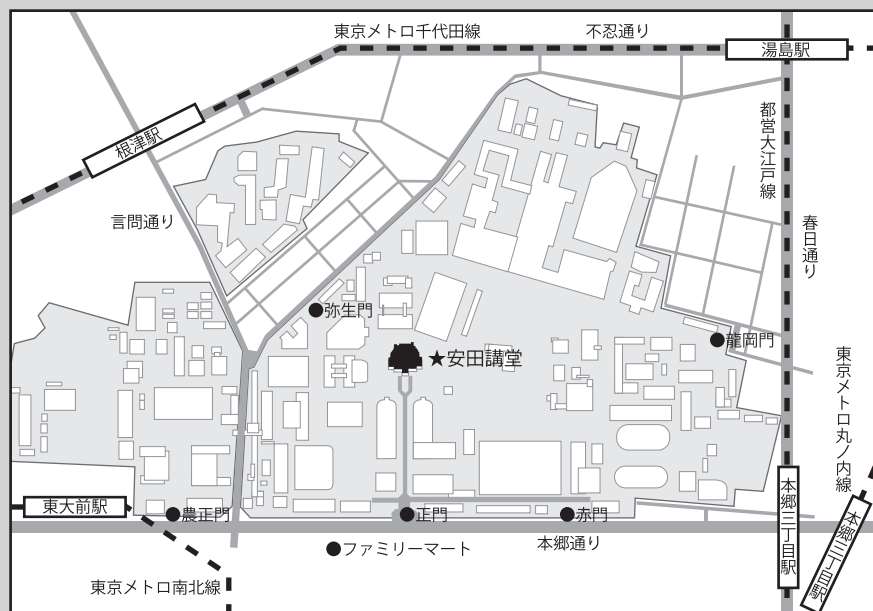 東京メトロ千代田線
不忍通り
湯島駅
根津駅
都営大江戸線
言問通り
春日通り
弥生門
龍岡門
★安田講堂
東京メトロ丸ノ内線
東大前駅
農正門
正門
赤門
本郷三丁目駅
本郷三丁目駅
本郷通り
ファミリーマート
東京メトロ南北線